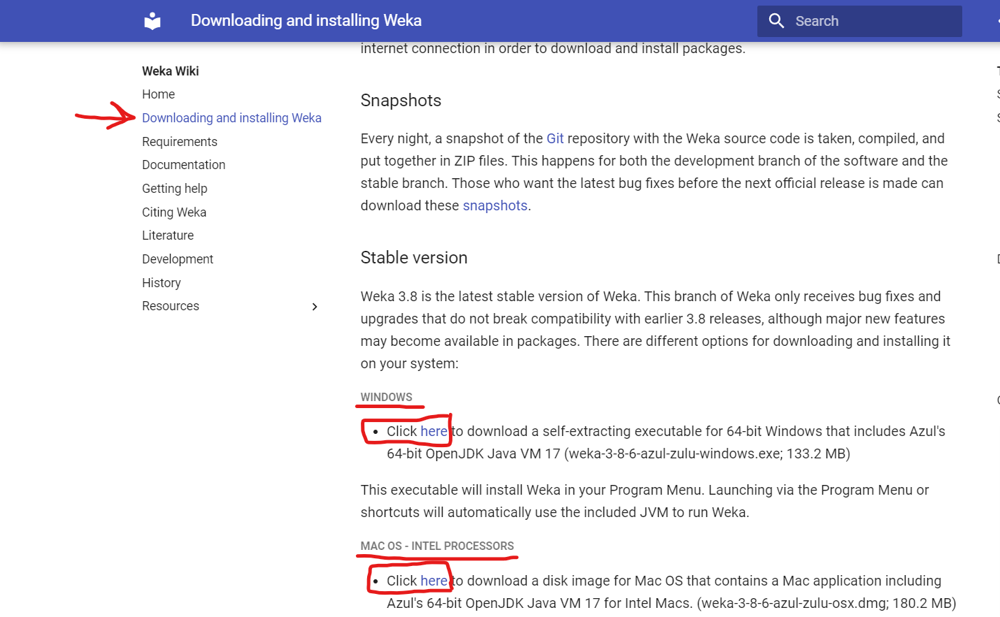 Downloading and installing Weka
Search
internet connection in order to download and install packages.
Weka Wiki
Home
Downloading and installing Weka
Requirements
Documentation
Getting help
Citing Weka
Literature
Development
History
Resources
Snapshots
Every night, a snapshot of the Git repository with the Weka source code is taken, compiled, and
put together in ZIP files. This happens for both the development branch of the software and the
stable branch. Those who want the latest bug fixes before the next official release is made can
download these snapshots.
Stable version
Weka 3.8 is the latest stable version of Weka. This branch of Weka only receives bug fixes and
upgrades that do not break compatibility with earlier 3.8 releases, although major new features
may become available in packages. There are different options for downloading and installing it
on your system:
WINDOWS
• Click here to download a self-extracting executable for 64-bit Windows that includes Azul's
64-bit OpenJDK Java VM 17 (weka-3-8-6-azul-zulu-windows.exe; 133.2 MB)
This executable will install Weka in your Program Menu. Launching via the Program Menu or
shortcuts will automatically use the included JVM to run Weka.
MAC OS - INTEL PROCESSORS
• Click here to download a disk image for Mac OS that contains a Mac application including
Azul's 64-bit OpenJDK Java VM 17 for Intel Macs. (weka-3-8-6-azul-zulu-osx.dmg; 180.2 MB)